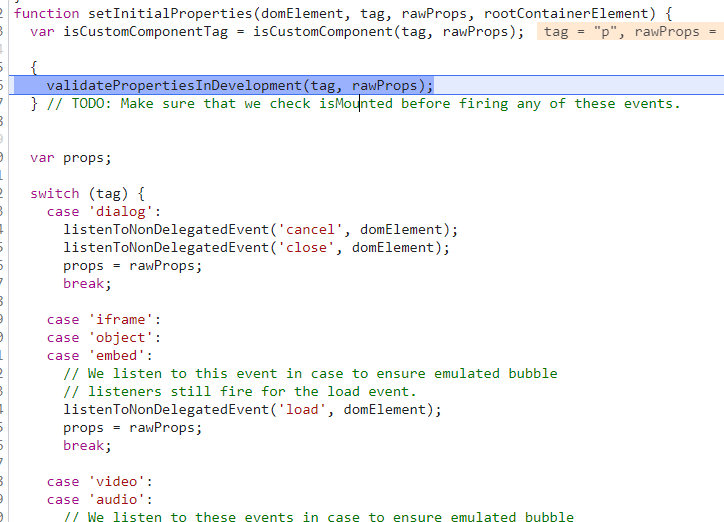 function setInitialProperties(domElement, tag, rawProps, rootContainerElement) {
  var isCustomComponentTag = isCustomComponent(tag, rawProps);  tag = "p", rawProps =

  {
    validatePropertiesInDevelopment(tag, rawProps);
  } // TODO: Make sure that we check isMounted before firing any of these events.


  var props;

  switch (tag) {
    case 'dialog':
      listenToNonDelegatedEvent('cancel', domElement);
      listenToNonDelegatedEvent('close', domElement);
      props = rawProps;
      break;

    case 'iframe':
    case 'object':
    case 'embed':
      // We listen to this event in case to ensure emulated bubble
      // listeners still fire for the load event.
      listenToNonDelegatedEvent('load', domElement);
      props = rawProps;
      break;

    case 'video':
    case 'audio':
      // We listen to these events in case to ensure emulated bubble